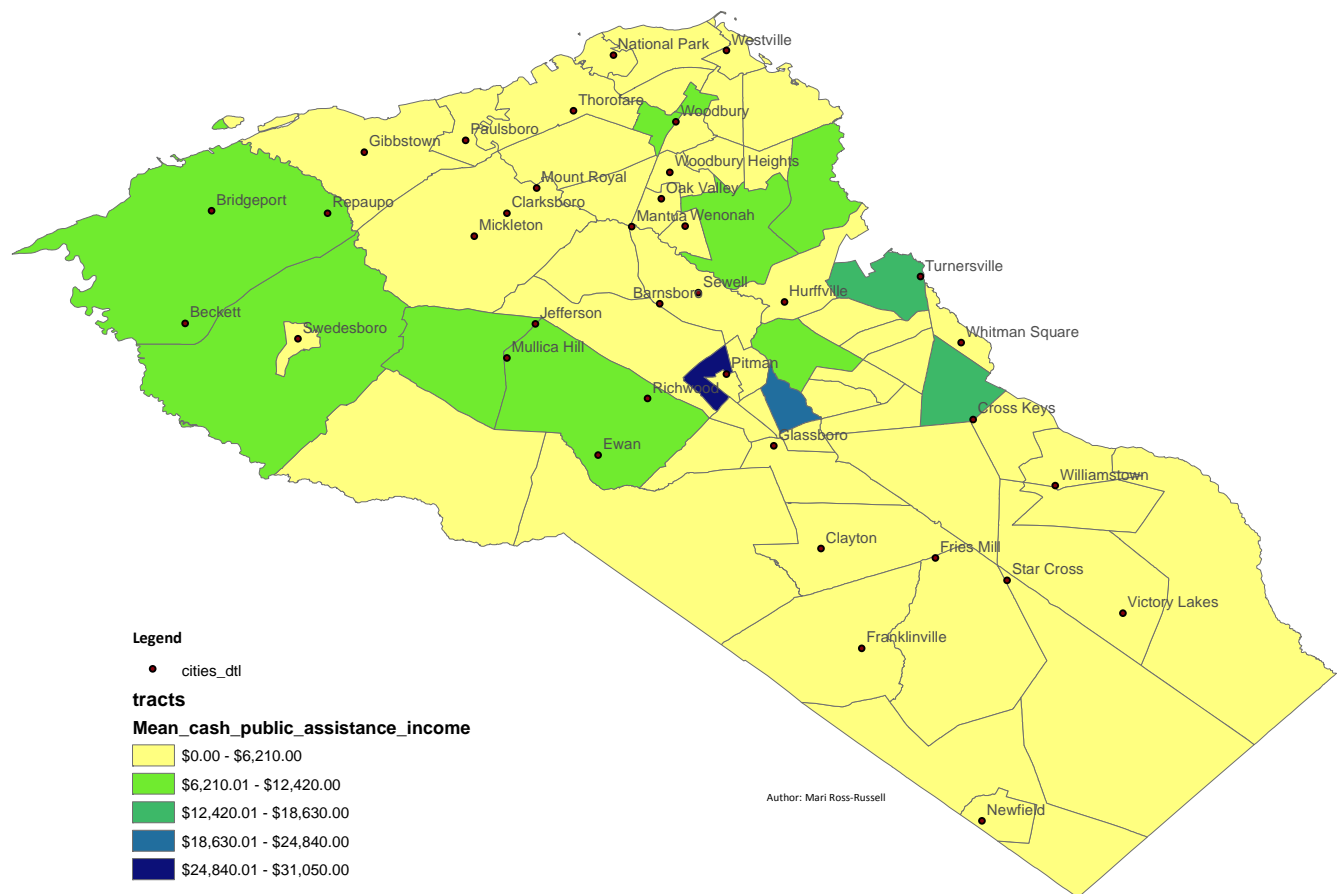 National Park
Westville
Thorofare
Woodbury
Paulsboro
Gibbstown
Woodbury Heights
Mount Royal
Oak Valley
Bridgeport
Repaupo
Clarksboro
Mantua
Wenonah
Mickleton
Turnersville
Sewell
Barnsboro
Hurffville
Beckett
Swedesboro
Jefferson
Whitman Square
Mullica Hill
Pitman
Richwood
Cross Keys
Glassboro
Ewan
Williamstown
Clayton
Fries Mill
Star Cross
Victory Lakes
Franklinville
Newfield
Legend
cities_dtl
tracts
Mean_cash_public_assistance_income
$0.00 - $6,210.00
$6,210.01 - $12,420.00
$12,420.01 - $18,630.00
$18,630.01 - $24,840.00
$24,840.01 - $31,050.00
Author: Mari Ross-Russell